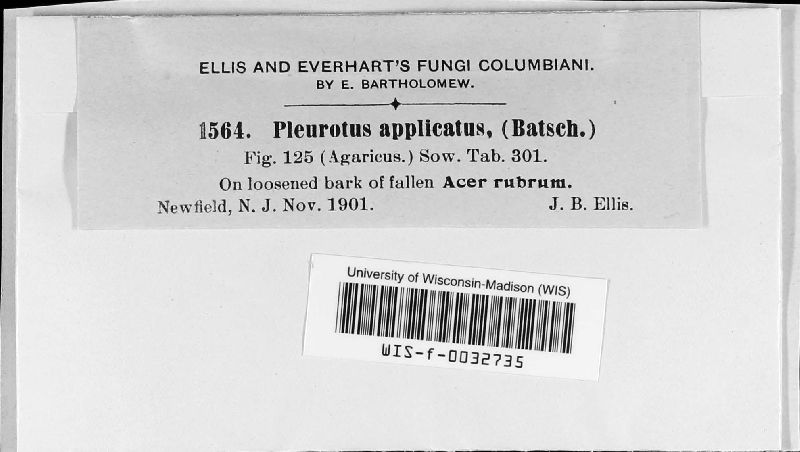 ELLIS AND EVERHART'S FUNGI COLUMBIANI.
BY E. BARTHOLOMEW.
1564. Pleurotus applicatus, (Batsch.)
Fig. 125 (Agaricus.) Sow. Tab. 301.
On loosened bark of fallen Acer rubrum.
Newfield, N. J. Nov. 1901. J. B. Ellis.
University of Wisconsin-Madison (WIS)
WIS-f-0032735